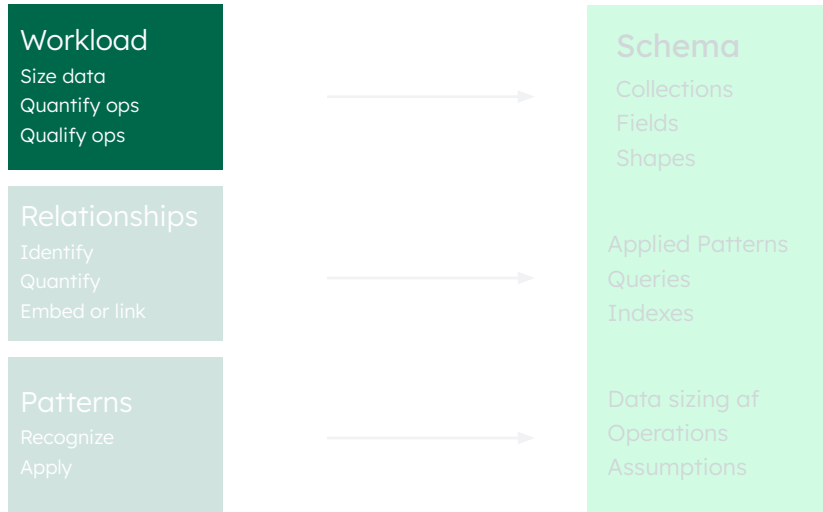 Workload
Size data
Quantify ops
Qualify ops
Relationships
Identify
Quantify
Embed or link
Patterns
Recognize
Apply
Schema
Collections
Fields
Shapes
Applied Patterns
Queries
Indexes
Data sizing af
Operations
Assumptions